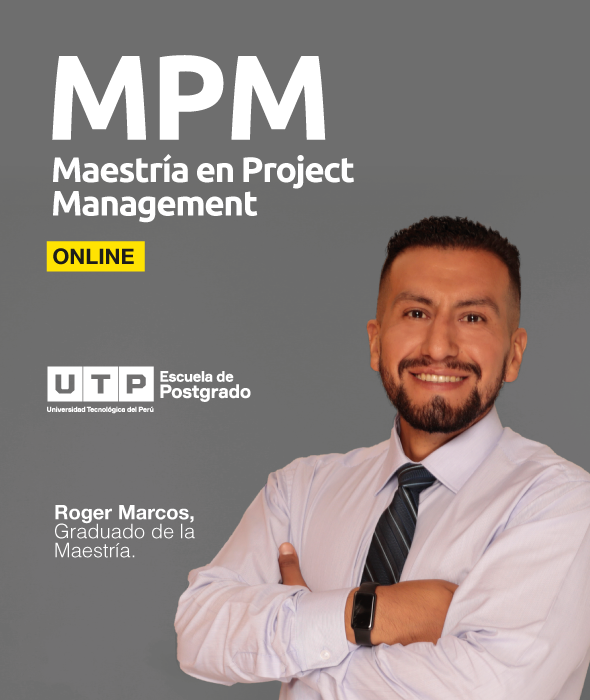 MPM
Maestría en Project
Management
ONLINE
UTP
Universidad Tecnológica del Perú
Escuela de
Postgrado
Roger Marcos,
Graduado de la
Maestría.